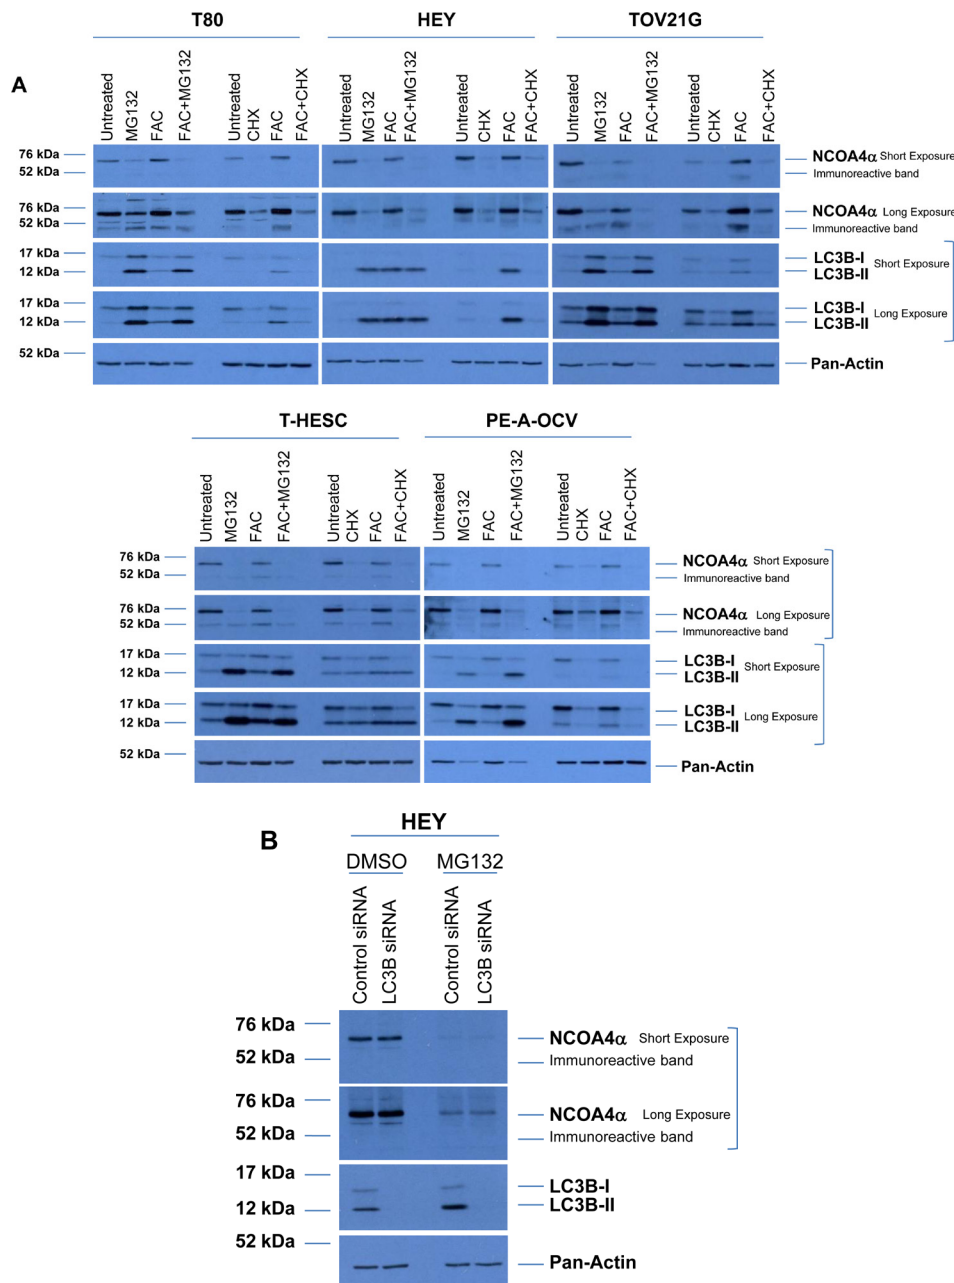 T80 HEY TOV21G
A
Untreated MG132 FAC FAC+MG132 Untreated CHX FAC FAC+CHX Untreated MG132 FAC FAC+MG132 Untreated CHX FAC FAC+CHX Untreated MG132 FAC FAC+MG132 Untreated CHX FAC FAC+CHX
76 kDa NCOA4α Short Exposure
52 kDa Immunoreactive band
76 kDa NCOA4α Long Exposure
52 kDa Immunoreactive band
17 kDa LC3B-I Short Exposure
12 kDa LC3B-II
17 kDa LC3B-I Long Exposure
12 kDa LC3B-II
52 kDa Pan-Actin
T-HESC PE-A-OCV
Untreated MG132 FAC FAC+MG132 Untreated CHX FAC FAC+CHX Untreated MG132 FAC FAC+MG132 Untreated CHX FAC FAC+CHX
76 kDa NCOA4α Short Exposure
52 kDa Immunoreactive band
76 kDa NCOA4α Long Exposure
52 kDa Immunoreactive band
17 kDa LC3B-I Short Exposure
12 kDa LC3B-II
17 kDa LC3B-I Long Exposure
12 kDa LC3B-II
52 kDa Pan-Actin
B
HEY
DMSO MG132
Control siRNA LC3B siRNA Control siRNA LC3B siRNA
76 kDa NCOA4α Short Exposure
52 kDa Immunoreactive band
76 kDa NCOA4α Long Exposure
52 kDa Immunoreactive band
17 kDa LC3B-I
12 kDa LC3B-II
52 kDa Pan-Actin